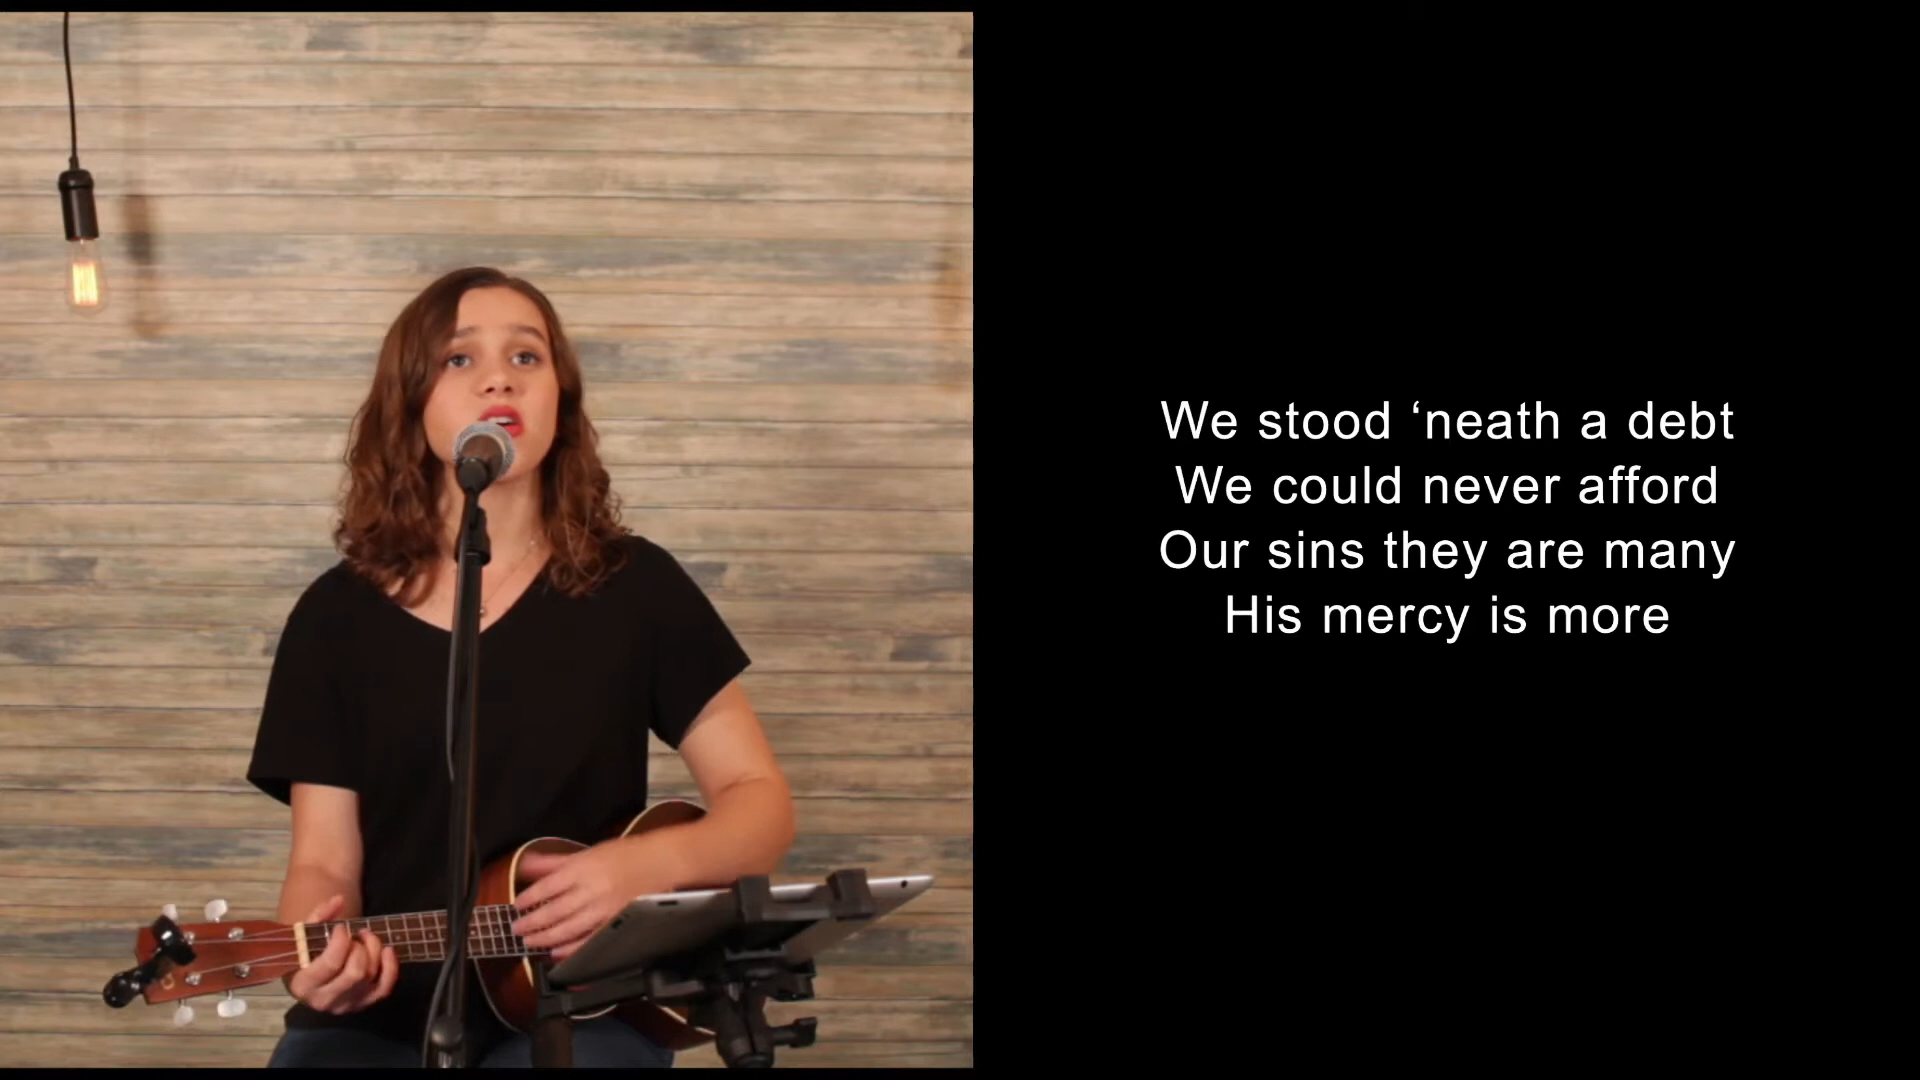 We stood ‘neath a debt
We could never afford
Our sins they are many
His mercy is more